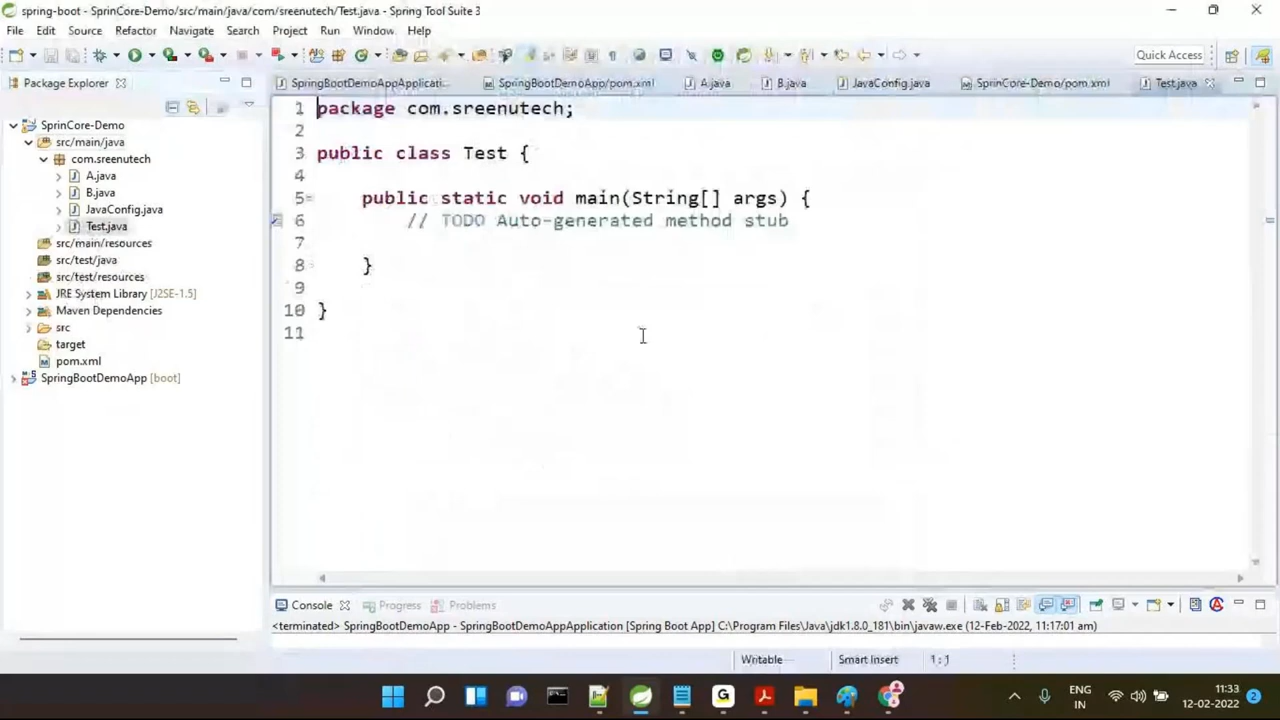 spring-boot - SprinCore-Demo/src/main/java/com/sreenutech/Test.java - Spring Tool Suite 3
File Edit Source Refactor Navigate Search Project Run Window Help
Quick Access
Package Explorer
SpringBootDemoAppApplicati... SpringBootDemoApp/pom.xml A.java B.java JavaConfig.java SprinCore-Demo/pom.xml Test.java
SprinCore-Demo
src/main/java
com.sreenutech
A.java
B.java
JavaConfig.java
Test.java
src/main/resources
src/test/java
src/test/resources
JRE System Library [J2SE-1.5]
Maven Dependencies
src
target
pom.xml
SpringBootDemoApp [boot]
1 package com.sreenutech;
2
3 public class Test {
4
5 public static void main(String[] args) {
6 // TODO Auto-generated method stub
7
8 }
9
10 }
11
Console Progress Problems
<terminated> SpringBootDemoApp - SpringBootDemoAppApplication [Spring Boot App] C:\Program Files\Java\jdk1.8.0_181\bin\javaw.exe (12-Feb-2022, 11:17:01 am)
Writable Smart Insert 1 : 1
ENG
IN
11:33
12-02-2022
2